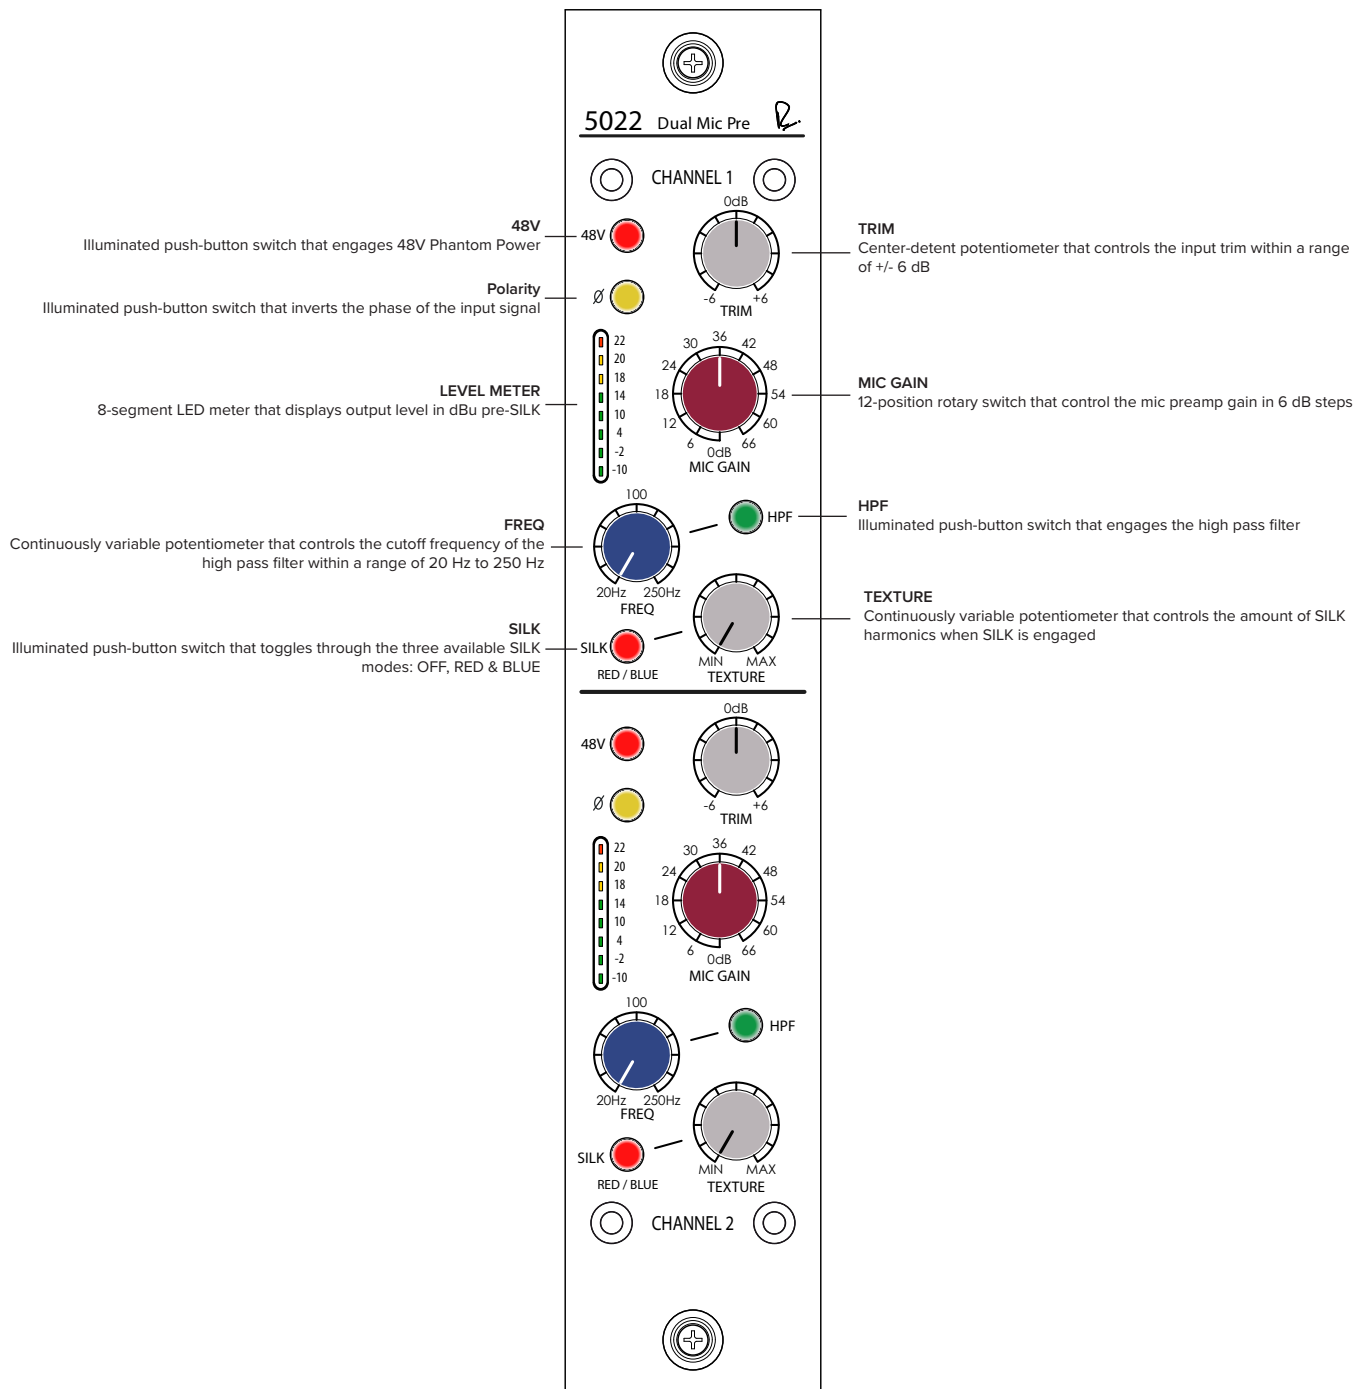 5022 Dual Mic Pre
CHANNEL 1
0dB
48V
Illuminated push-button switch that engages 48V Phantom Power
48V
TRIM
Center-detent potentiometer that controls the input trim within a range
of +/- 6 dB
Polarity
Illuminated push-button switch that inverts the phase of the input signal
Ø
-6 +6
TRIM
LEVEL METER
8-segment LED meter that displays output level in dBu pre-SILK
22
20
18
14
10
4
-2
-10
36
30 42
24 48
18 54
12 60
6 66
0dB
MIC GAIN
MIC GAIN
12-position rotary switch that control the mic preamp gain in 6 dB steps
FREQ
Continuously variable potentiometer that controls the cutoff frequency of the
high pass filter within a range of 20 Hz to 250 Hz
100
20Hz 250Hz
FREQ
HPF
HPF
Illuminated push-button switch that engages the high pass filter
SILK
Illuminated push-button switch that toggles through the three available SILK
modes: OFF, RED & BLUE
SILK
RED / BLUE
MIN MAX
TEXTURE
TEXTURE
Continuously variable potentiometer that controls the amount of SILK
harmonics when SILK is engaged
0dB
48V
Ø
-6 +6
TRIM
22
20
18
14
10
4
-2
-10
36
30 42
24 48
18 54
12 60
6 66
0dB
MIC GAIN
100
HPF
20Hz 250Hz
FREQ
SILK
RED / BLUE
MIN MAX
TEXTURE
CHANNEL 2